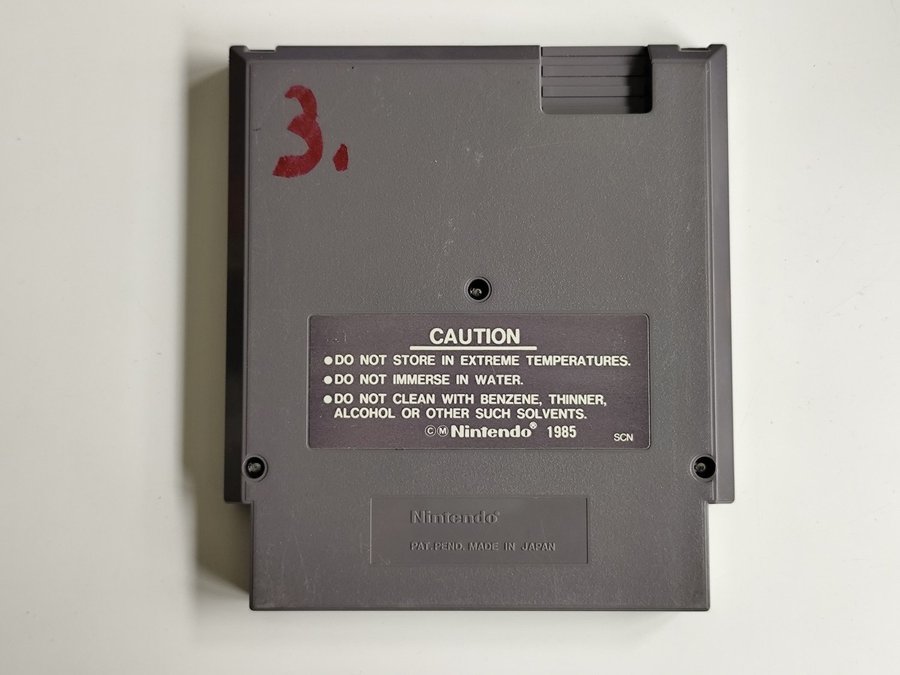 3.
CAUTION
●DO NOT STORE IN EXTREME TEMPERATURES.
●DO NOT IMMERSE IN WATER.
●DO NOT CLEAN WITH BENZENE, THINNER,
ALCOHOL OR OTHER SUCH SOLVENTS.
ⒸⓂNintendo® 1985 SCN
Nintendo®
PAT. PEND. MADE IN JAPAN